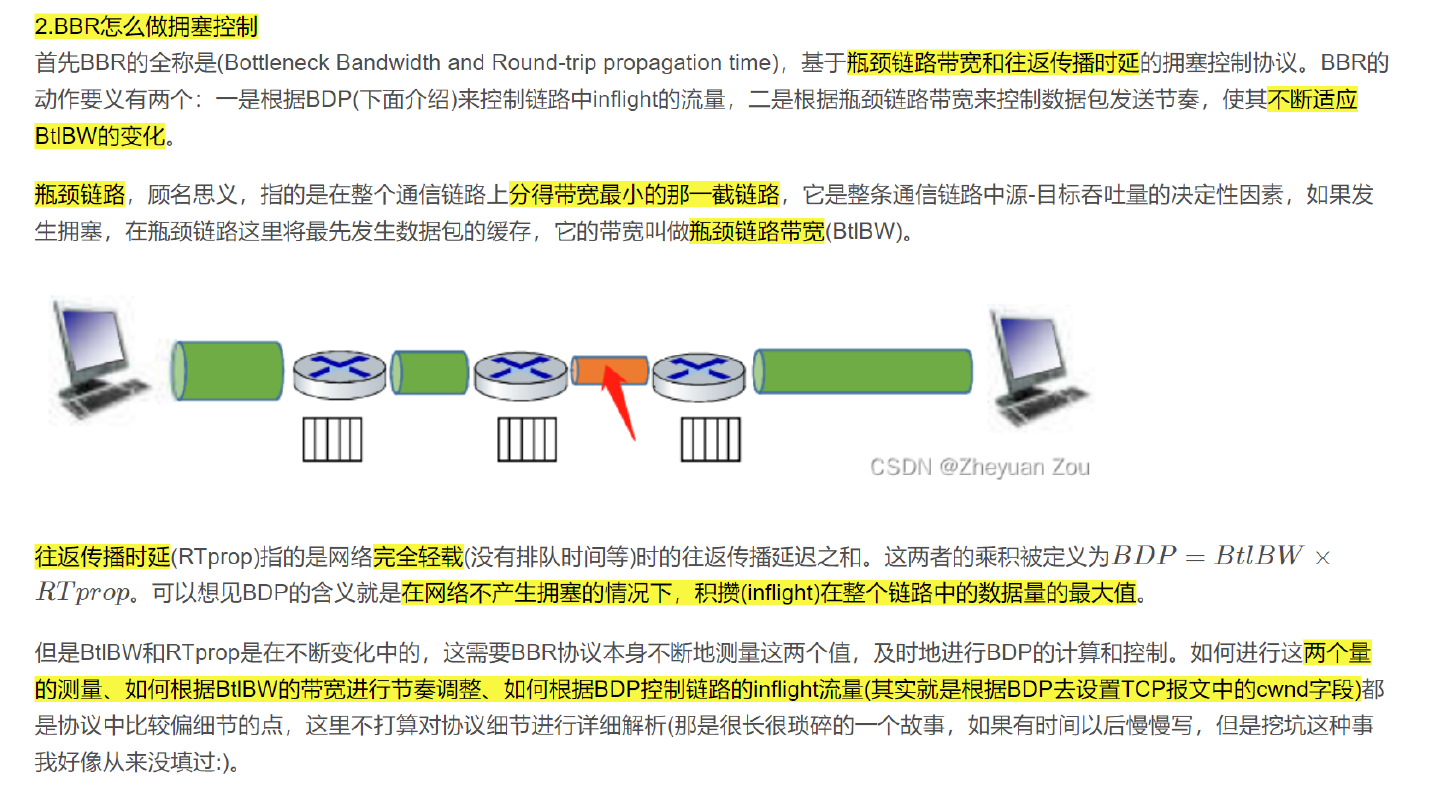 2.BBR怎么做拥塞控制
首先BBR的全称是(Bottleneck Bandwidth and Round-trip propagation time)，基于瓶颈链路带宽和往返传播时延的拥塞控制协议。BBR的
动作要义有两个：一是根据BDP(下面介绍)来控制链路中inflight的流量，二是根据瓶颈链路带宽来控制数据包发送节奏，使其不断适应
BtlBW的变化。
瓶颈链路，顾名思义，指的是在整个通信链路上分得带宽最小的那一截链路，它是整条通信链路中源-目标吞吐量的决定性因素，如果发
生拥塞，在瓶颈链路这里将最先发生数据包的缓存，它的带宽叫做瓶颈链路带宽(BtlBW)。
CSDN @Zheyuan Zou
往返传播时延(RTprop)指的是网络完全轻载(没有排队时间等)时的往返传播延迟之和。这两者的乘积被定义为BDP = BtlBW ×
RTprop。可以想见BDP的含义就是在网络不产生拥塞的情况下，积攒(inflight)在整个链路中的数据量的最大值。
但是BtlBW和RTprop是在不断变化中的，这需要BBR协议本身不断地测量这两个值，及时地进行BDP的计算和控制。如何进行这两个量
的测量、如何根据BtlBW的带宽进行节奏调整、如何根据BDP控制链路的inflight流量(其实就是根据BDP去设置TCP报文中的cwnd字段)都
是协议中比较偏细节的点，这里不打算对协议细节进行详细解析(那是很长很琐碎的一个故事，如果有时间以后慢慢写，但是挖坑这种事
我好像从来没填过:)。